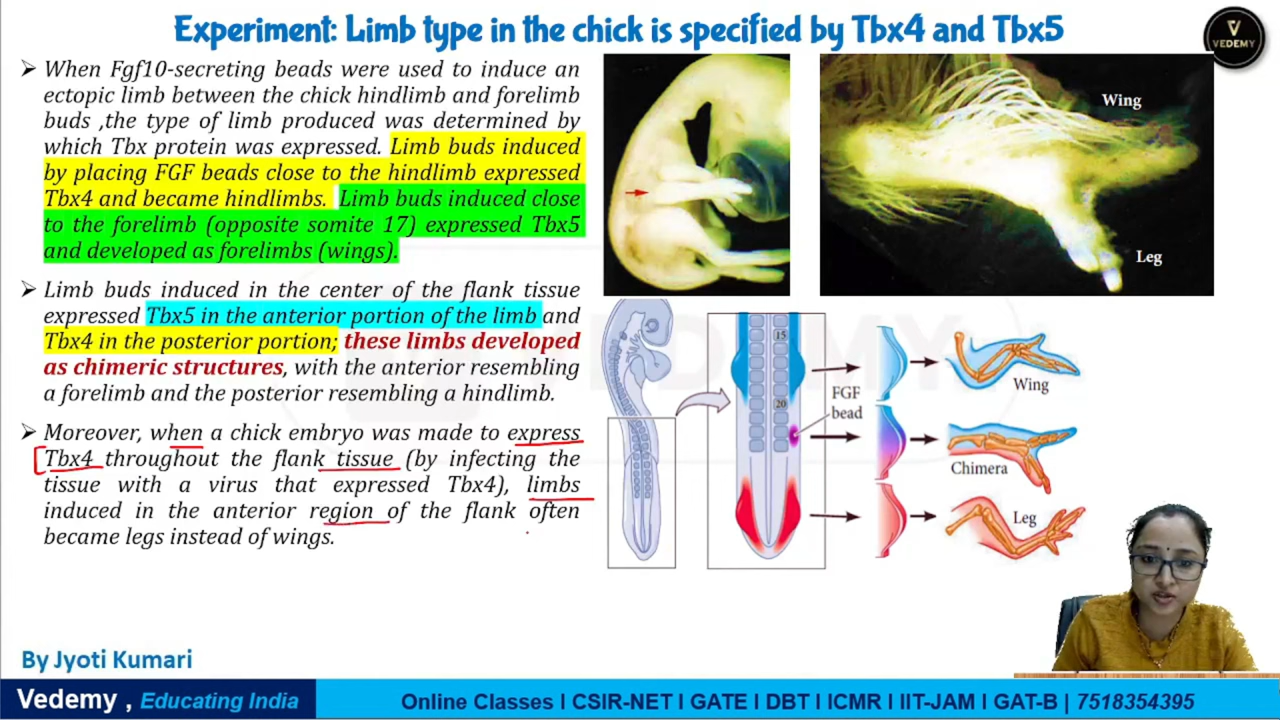 Experiment: Limb type in the chick is specified by Tbx4 and Tbx5
VEDEMY
➤ When Fgf10-secreting beads were used to induce an
ectopic limb between the chick hindlimb and forelimb
buds ,the type of limb produced was determined by
which Tbx protein was expressed. Limb buds induced
by placing FGF beads close to the hindlimb expressed
Tbx4 and became hindlimbs. Limb buds induced close
to the forelimb (opposite somite 17) expressed Tbx5
and developed as forelimbs (wings).
➤ Limb buds induced in the center of the flank tissue
expressed Tbx5 in the anterior portion of the limb and
Tbx4 in the posterior portion; these limbs developed
as chimeric structures, with the anterior resembling
a forelimb and the posterior resembling a hindlimb.
➤ Moreover, when a chick embryo was made to express
Tbx4 throughout the flank tissue (by infecting the
tissue with a virus that expressed Tbx4), limbs
induced in the anterior region of the flank often
became legs instead of wings.
Wing
Leg
15
20
FGF
bead
Wing
Chimera
Leg
By Jyoti Kumari
Vedemy , Educating India
Online Classes I CSIR-NET I GATE I DBT I ICMR I IIT-JAM I GAT-B | 7518354395